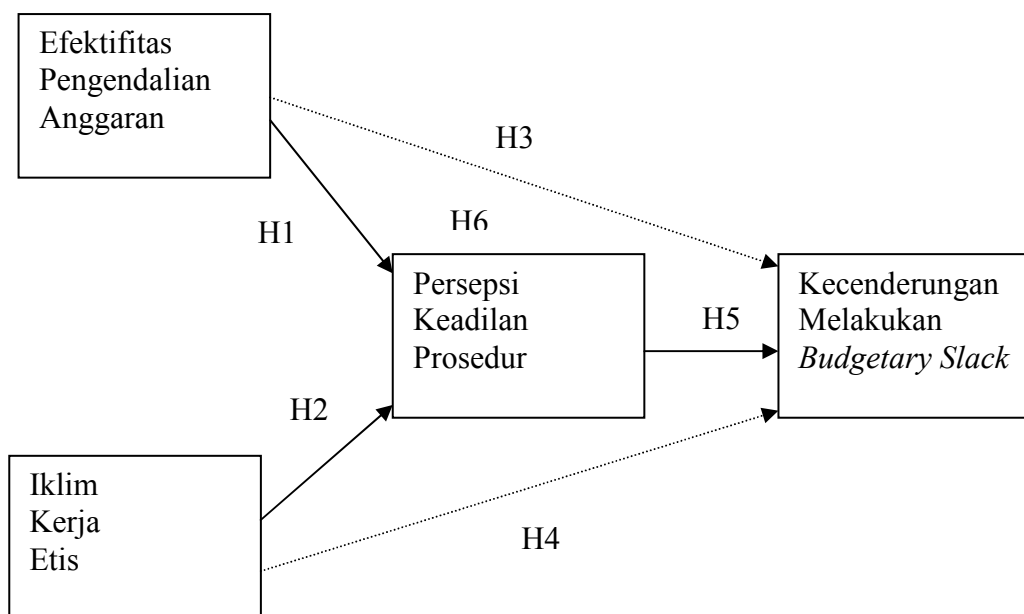 Efektifitas
Pengendalian
Anggaran
H3
H1
H6
Persepsi
Keadilan
Prosedur
H5
Kecenderungan
Melakukan
Budgetary Slack
H2
Iklim
Kerja
Etis
H4